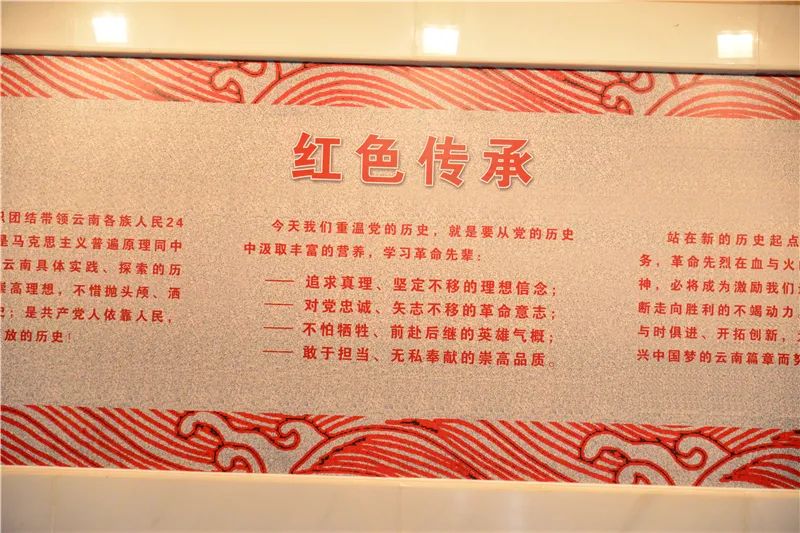 红色传承
织团结带领云南各族人民24
是马克思主义普遍原理同中
云南具体实践、探索的历
崇高理想，不惜抛头颅、洒
史；是共产党人依靠人民，
放的历史！
今天我们重温党的历史，就是要从党的历史
中汲取丰富的营养，学习革命先辈：
—— 追求真理、坚定不移的理想信念；
—— 对党忠诚、矢志不移的革命意志；
—— 不怕牺牲、前赴后继的英雄气概；
—— 敢于担当、无私奉献的崇高品质。
站在新的历史起点
务，革命先烈在血与火
神，必将成为激励我们
断走向胜利的不竭动力
与时俱进、开拓创新，
兴中国梦的云南篇章而努